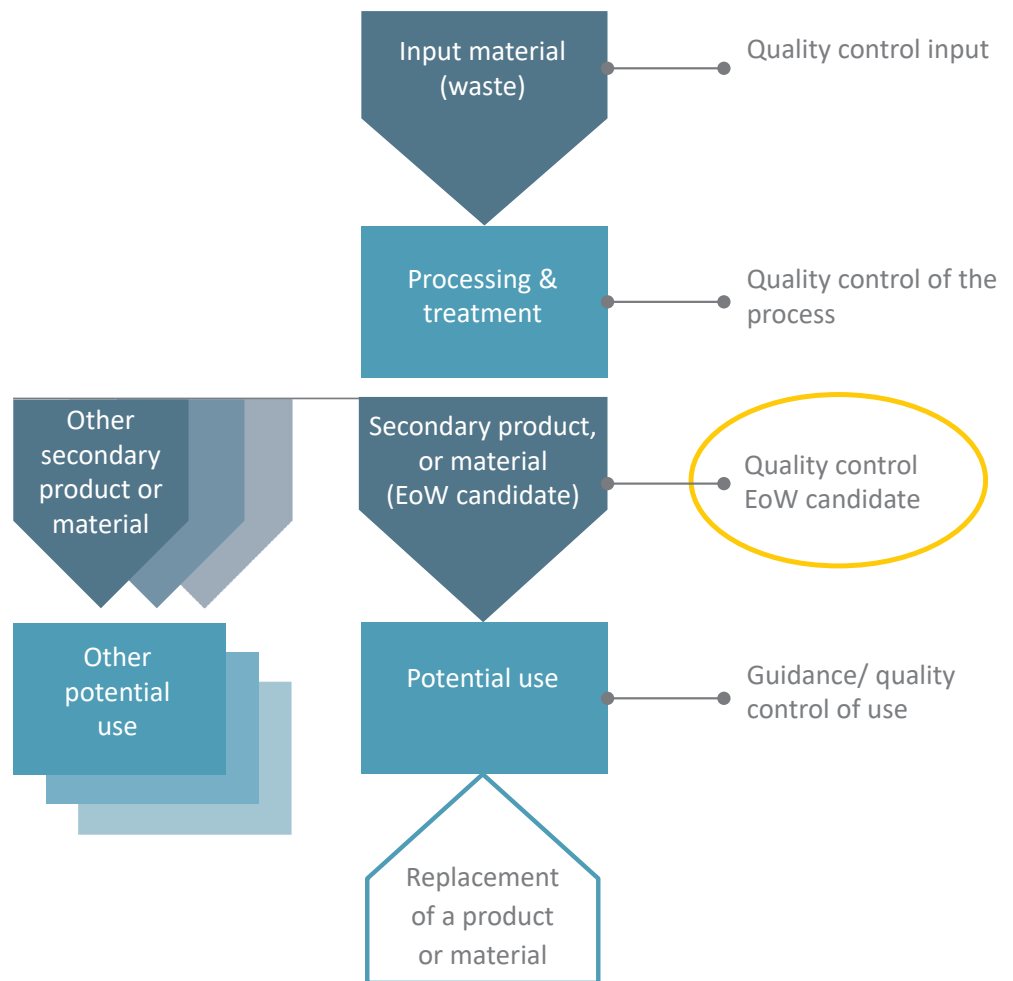 Input material
(waste)
Quality control input
Processing &
treatment
Quality control of the
process
Other
secondary
product or
material
Secondary product,
or material
(EoW candidate)
Quality control
EoW candidate
Other
potential
use
Potential use
Guidance/ quality
control of use
Replacement
of a product
or material